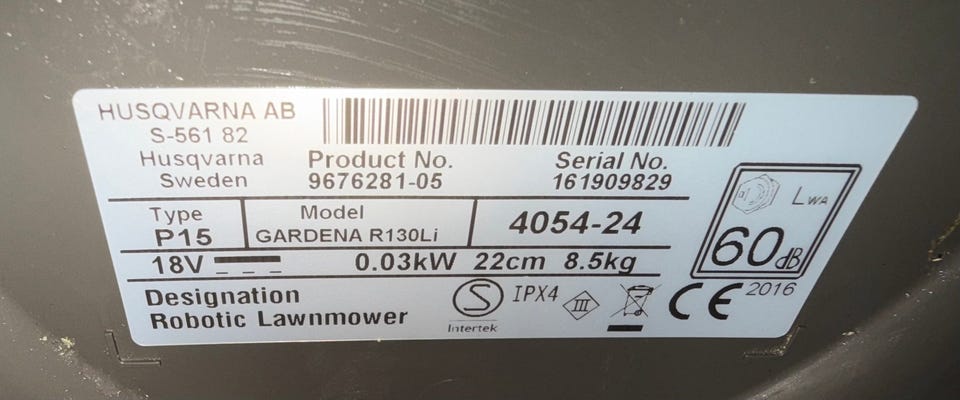 HUSQVARNA AB
S-561 82
Husqvarna
Sweden
Product No.
9676281-05
Serial No.
161909829
Type
P15
Model
GARDENA R130Li
4054-24
18V 0.03kW 22cm 8.5kg
Designation
Robotic Lawnmower
S
Intertek
IPX4
III
CE 2016
LWA
60dB